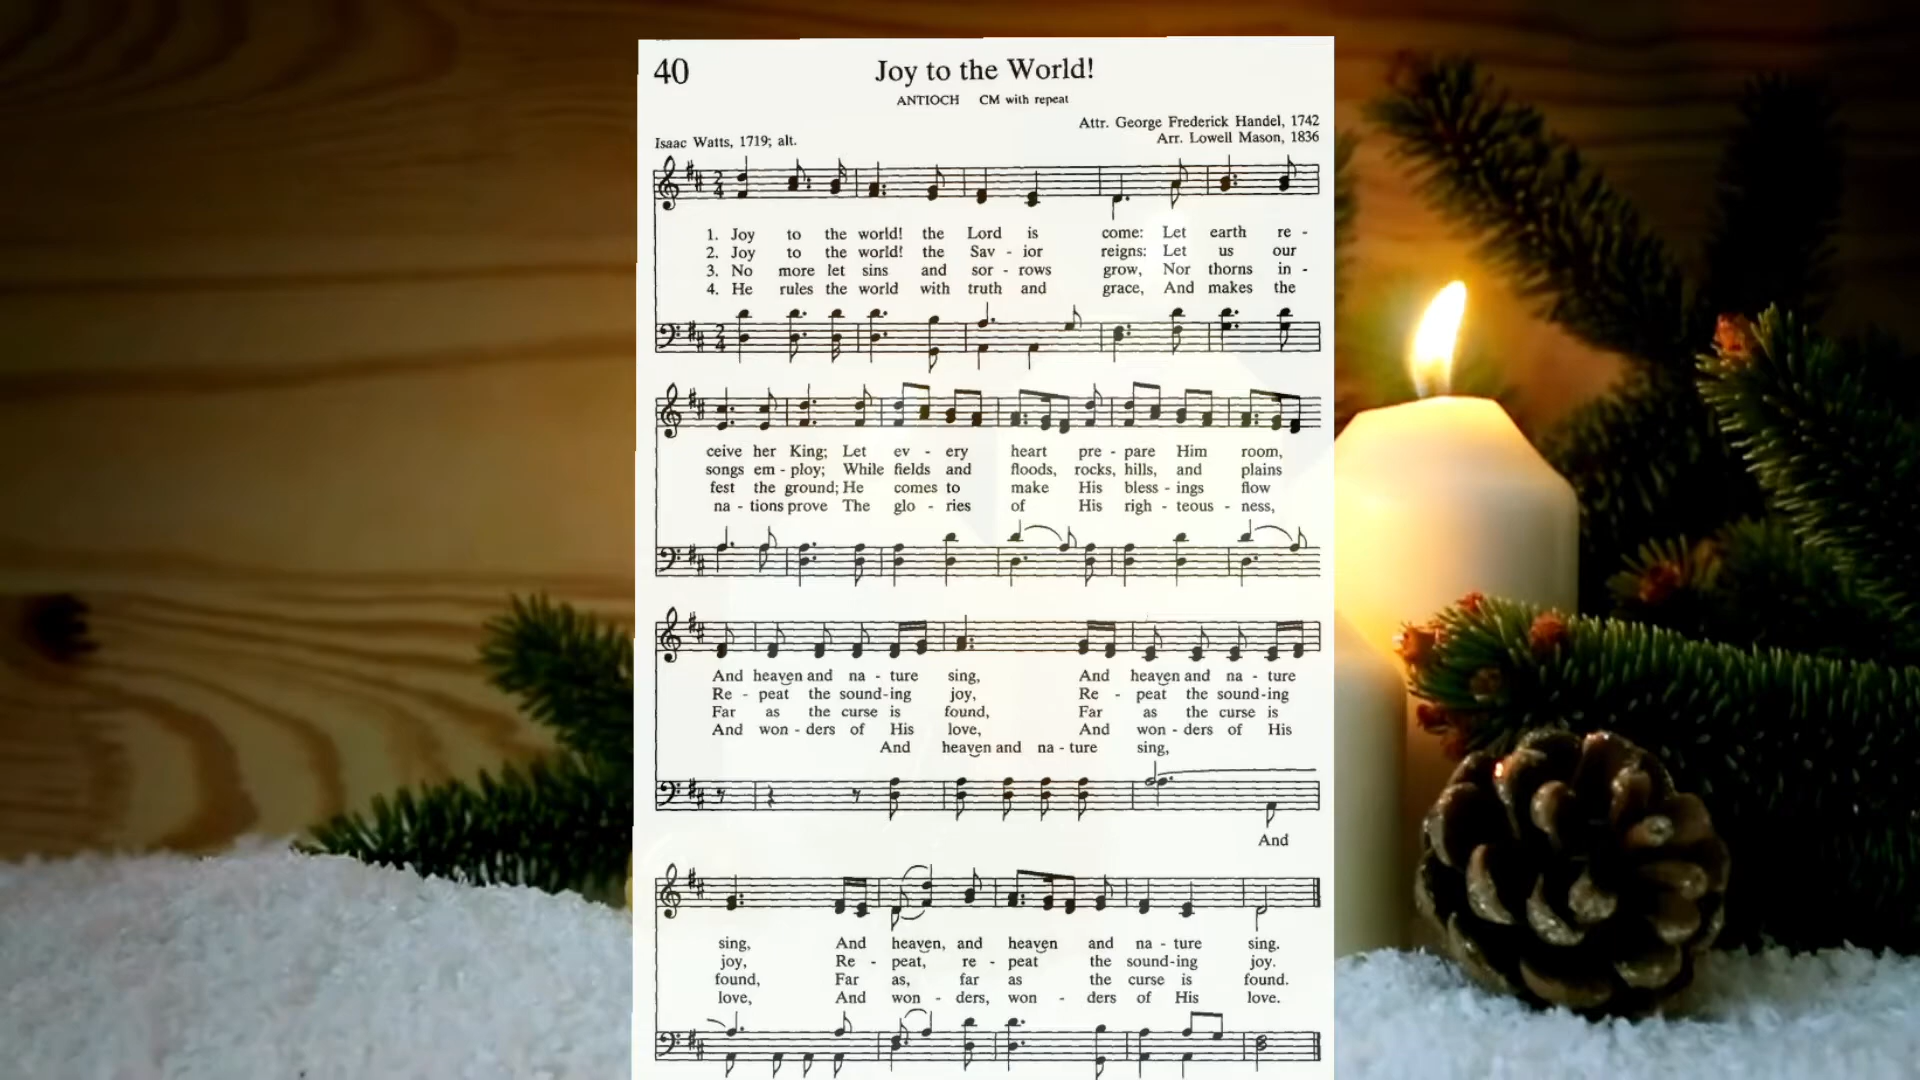 40
Joy to the World!
ANTIOCH CM with repeat
Attr. George Frederick Handel, 1742
Isaac Watts, 1719; alt.
Arr. Lowell Mason, 1836
1. Joy to the world! the Lord is come: Let earth re -
2. Joy to the world! the Sav - ior reigns: Let us our
3. No more let sins and sor - rows grow, Nor thorns in -
4. He rules the world with truth and grace, And makes the
ceive her King; Let ev - ery heart pre - pare Him room,
songs em - ploy; While fields and floods, rocks, hills, and plains
fest the ground; He comes to make His bless - ings flow
na - tions prove The glo - ries of His righ - teous - ness,
And heaven and na - ture sing, And heaven and na - ture
Re - peat the sound-ing joy, Re - peat the sound-ing
Far as the curse is found, Far as the curse is
And won - ders of His love, And won - ders of His
And heaven and na - ture sing,
And
sing, And heaven, and heaven and na - ture sing.
joy, Re - peat, re - peat the sound-ing joy.
found, Far as, far as the curse is found.
love, And won - ders, won - ders of His love.